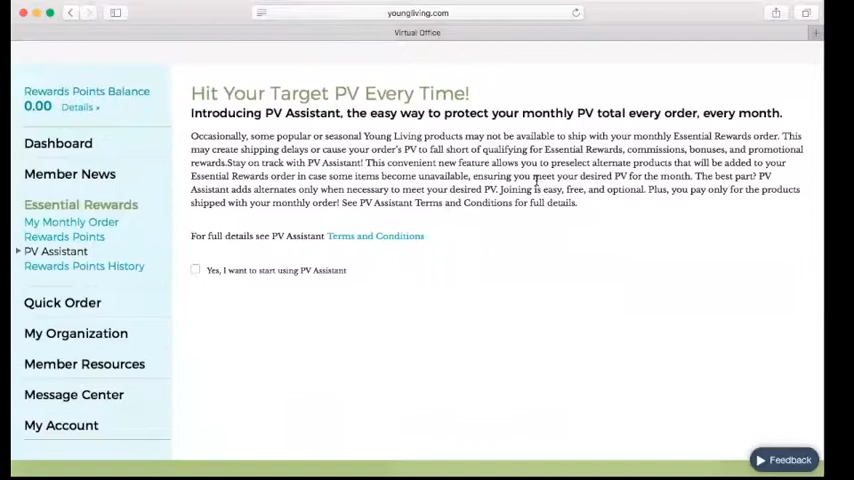 youngliving.com
Virtual Office
Rewards Points Balance
0.00 Details »
Dashboard
Member News
Essential Rewards
My Monthly Order
Rewards Points
PV Assistant
Rewards Points History
Quick Order
My Organization
Member Resources
Message Center
My Account
Hit Your Target PV Every Time!
Introducing PV Assistant, the easy way to protect your monthly PV total every order, every month.
Occasionally, some popular or seasonal Young Living products may not be available to ship with your monthly Essential Rewards order. This
may create shipping delays or cause your order's PV to fall short of qualifying for Essential Rewards, commissions, bonuses, and promotional
rewards.Stay on track with PV Assistant! This convenient new feature allows you to preselect alternate products that will be added to your
Essential Rewards order in case some items become unavailable, ensuring you meet your desired PV for the month. The best part? PV
Assistant adds alternates only when necessary to meet your desired PV. Joining is easy, free, and optional. Plus, you pay only for the products
shipped with your monthly order! See PV Assistant Terms and Conditions for full details.
For full details see PV Assistant Terms and Conditions
Yes, I want to start using PV Assistant
Feedback